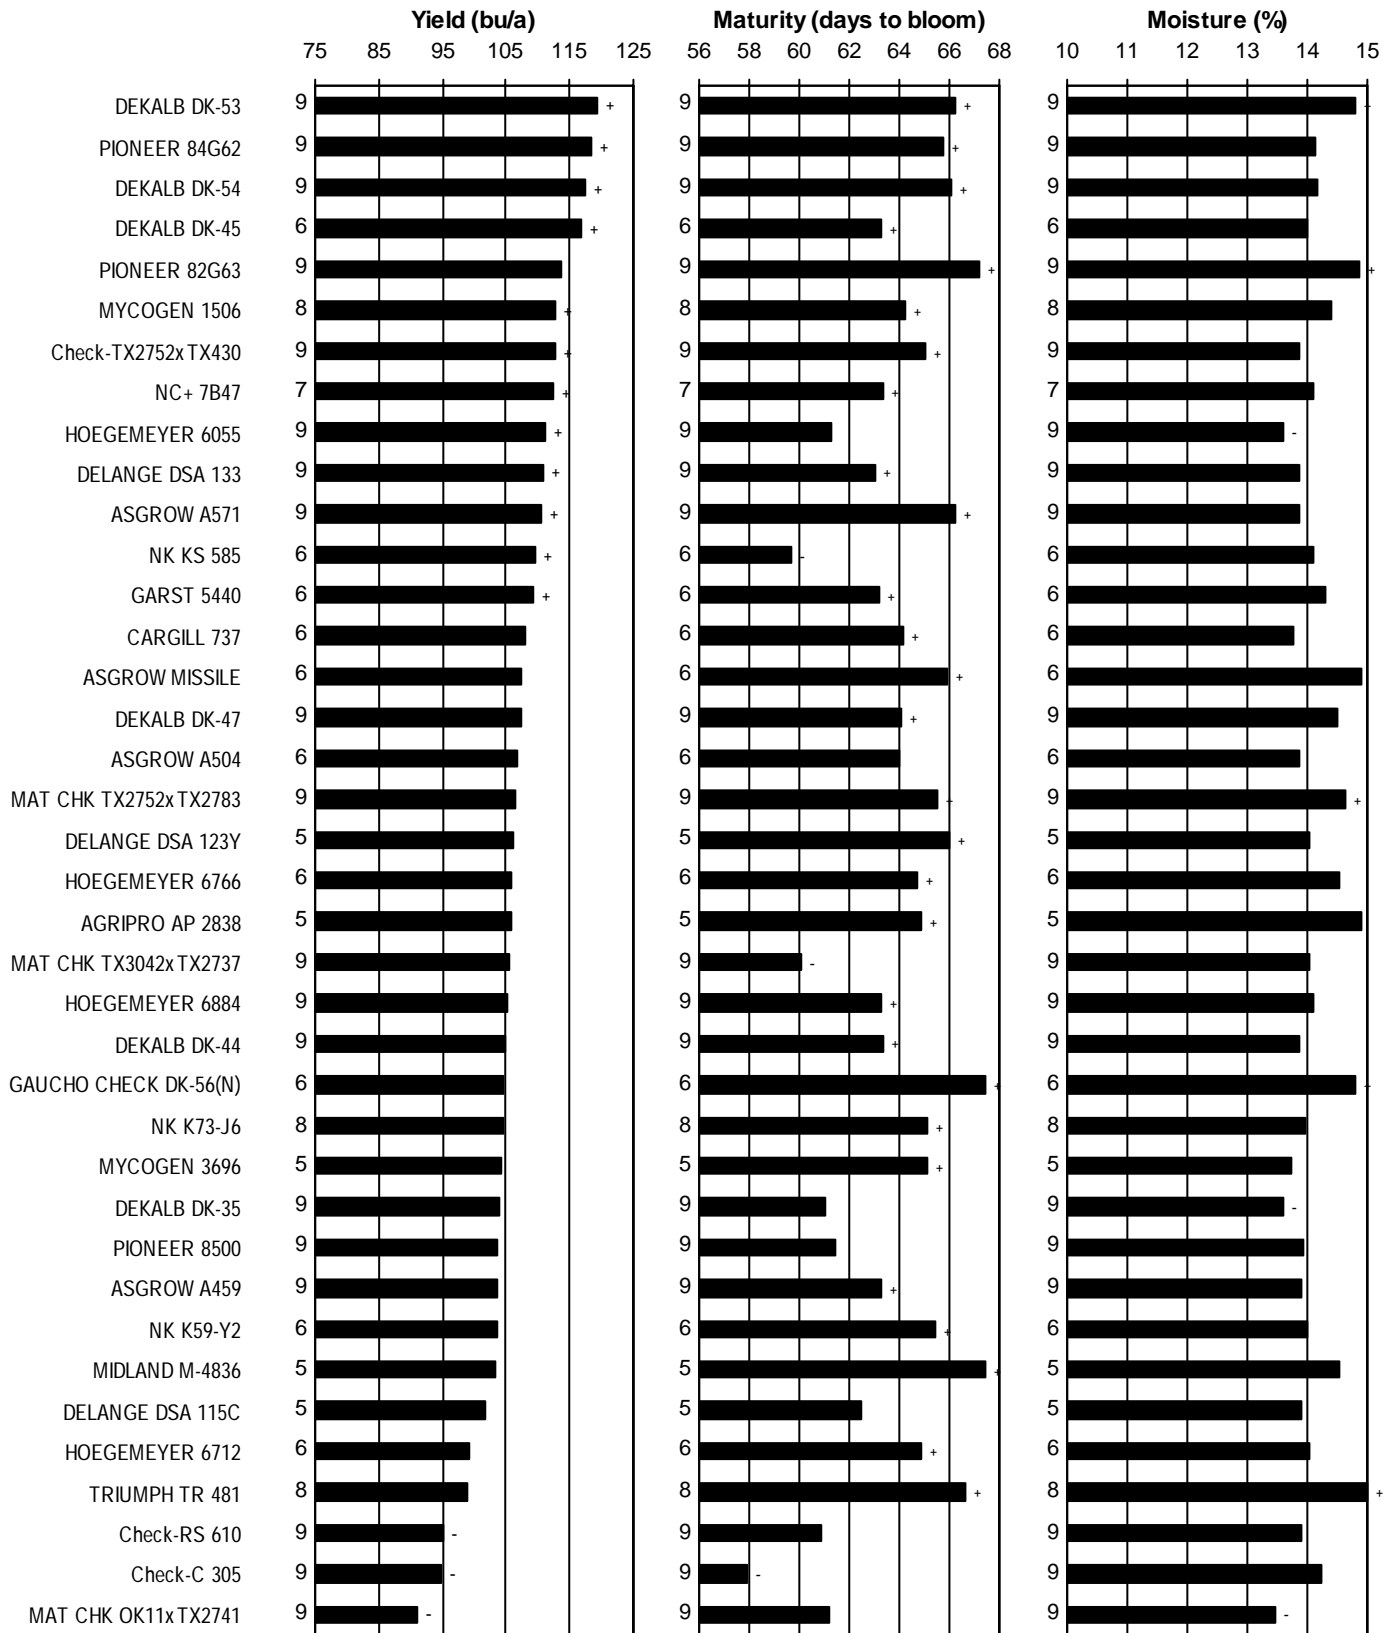 Yield (bu/a) Maturity (days to bloom) Moisture (%)
75 85 95 105 115 125 56 58 60 62 64 66 68 10 11 12 13 14 15
DEKALB DK-53 9 + 9 + 9 +
PIONEER 84G62 9 + 9 + 9
DEKALB DK-54 9 + 9 + 9
DEKALB DK-45 6 + 6 + 6
PIONEER 82G63 9 9 + 9 +
MYCOGEN 1506 8 + 8 + 8
Check-TX2752xTX430 9 + 9 + 9
NC+ 7B47 7 + 7 + 7
HOEGEMEYER 6055 9 + 9 9 -
DELANGE DSA 133 9 + 9 + 9
ASGROW A571 9 + 9 + 9
NK KS 585 6 + 6 - 6
GARST 5440 6 + 6 + 6
CARGILL 737 6 6 + 6
ASGROW MISSILE 6 6 + 6
DEKALB DK-47 9 9 + 9
ASGROW A504 6 6 6
MAT CHK TX2752xTX2783 9 9 + 9 +
DELANGE DSA 123Y 5 5 + 5
HOEGEMEYER 6766 6 6 + 6
AGRIPRO AP 2838 5 5 + 5
MAT CHK TX3042xTX2737 9 9 - 9
HOEGEMEYER 6884 9 9 + 9
DEKALB DK-44 9 9 + 9
GAUCHO CHECK DK-56(N) 6 6 + 6 +
NK K73-J6 8 8 + 8
MYCOGEN 3696 5 5 + 5
DEKALB DK-35 9 9 9 -
PIONEER 8500 9 9 9
ASGROW A459 9 9 + 9
NK K59-Y2 6 6 + 6
MIDLAND M-4836 5 5 + 5
DELANGE DSA 115C 5 5 5
HOEGEMEYER 6712 6 6 + 6
TRIUMPH TR 481 8 8 + 8 +
Check-RS 610 9 - 9 9
Check-C 305 9 - 9 - 9
MAT CHK OK11xTX2741 9 - 9 9 -